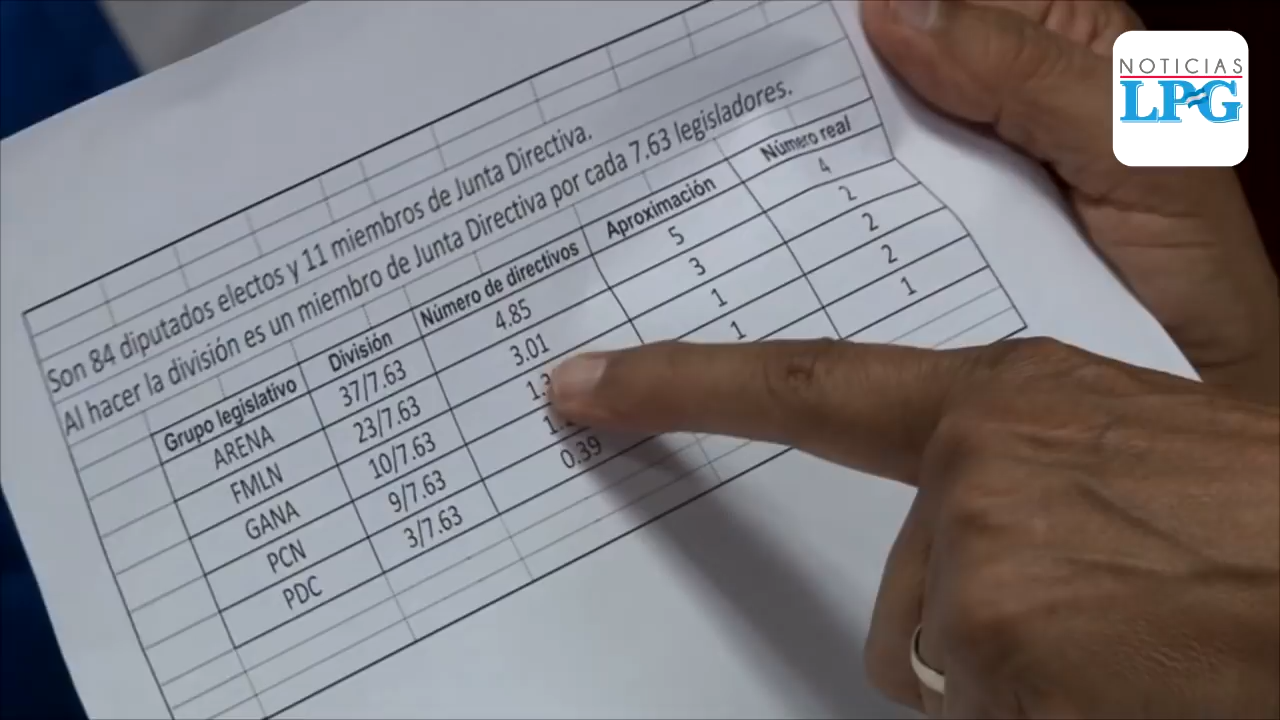 NOTICIAS
LPG
Son 84 diputados electos y 11 miembros de Junta Directiva.
Al hacer la división es un miembro de Junta Directiva por cada 7.63 legisladores.
Grupo legislativo División Número de directivos Aproximación Número real
ARENA 37/7.63 4.85 5 4
FMLN 23/7.63 3.01 3 2
GANA 10/7.63 1 2
PCN 9/7.63 1 2
PDC 3/7.63 0.39 1